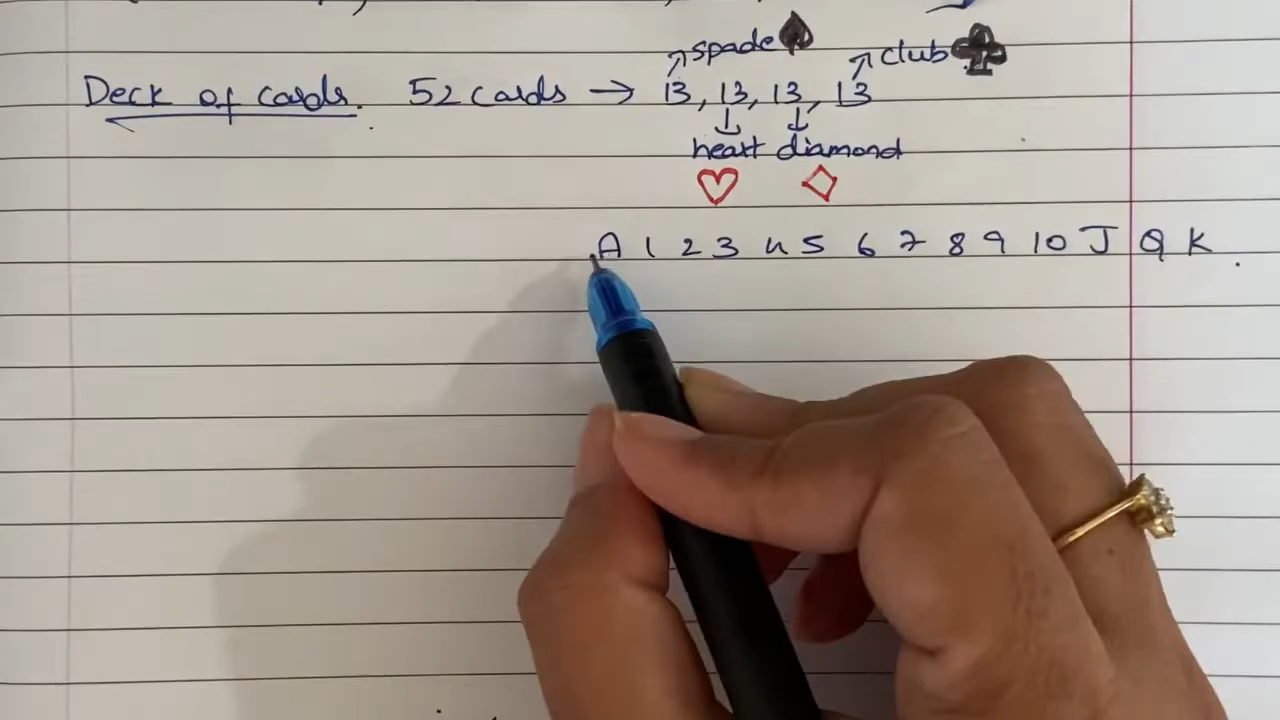 spade club
Deck of cards. 52 cards → 13, 13, 13, 13
heart diamond
A 1 2 3 4 5 6 7 8 9 10 J Q K